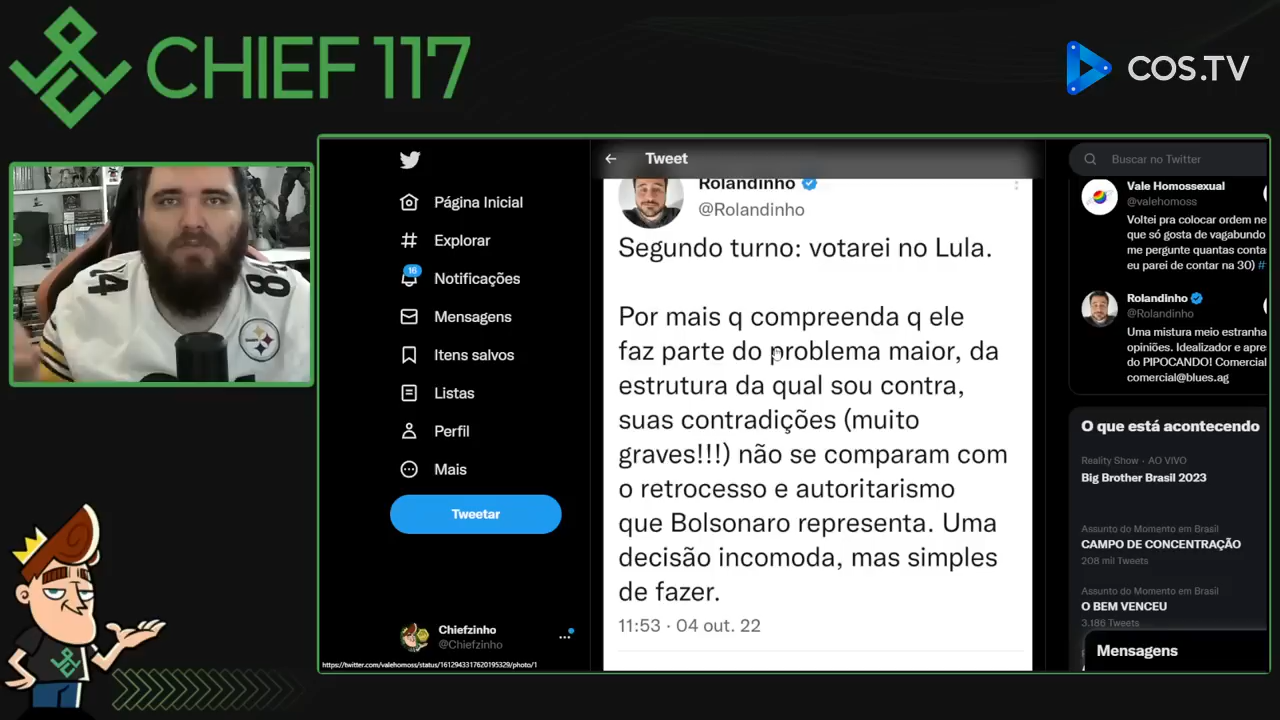 CHIEF 117
COS.TV
Tweet
Buscar no Twitter
Página Inicial
Explorar
16
Notificações
Mensagens
Itens salvos
Listas
Perfil
Mais
Tweetar
Chiefzinho
@Chiefzinho
https://twitter.com/valehomoss/status/1612943317620195329/photo/1
Rolandinho
@Rolandinho
Segundo turno: votarei no Lula.
Por mais q compreenda q ele
faz parte do problema maior, da
estrutura da qual sou contra,
suas contradições (muito
graves!!!) não se comparam com
o retrocesso e autoritarismo
que Bolsonaro representa. Uma
decisão incomoda, mas simples
de fazer.
11:53 · 04 out. 22
Vale Homossexual
@valehomoss
Voltei pra colocar ordem ne
que só gosta de vagabundo
me pergunte quantas conta
eu parei de contar na 30) #
Rolandinho
@Rolandinho
Uma mistura meio estranha
opiniões. Idealizador e apre
do PIPOCANDO! Comercial
comercial@blues.ag
O que está acontecendo
Reality Show · AO VIVO
Big Brother Brasil 2023
Assunto do Momento em Brasil
CAMPO DE CONCENTRAÇÃO
208 mil Tweets
Assunto do Momento em Brasil
O BEM VENCEU
3.186 Tweets
Mensagens